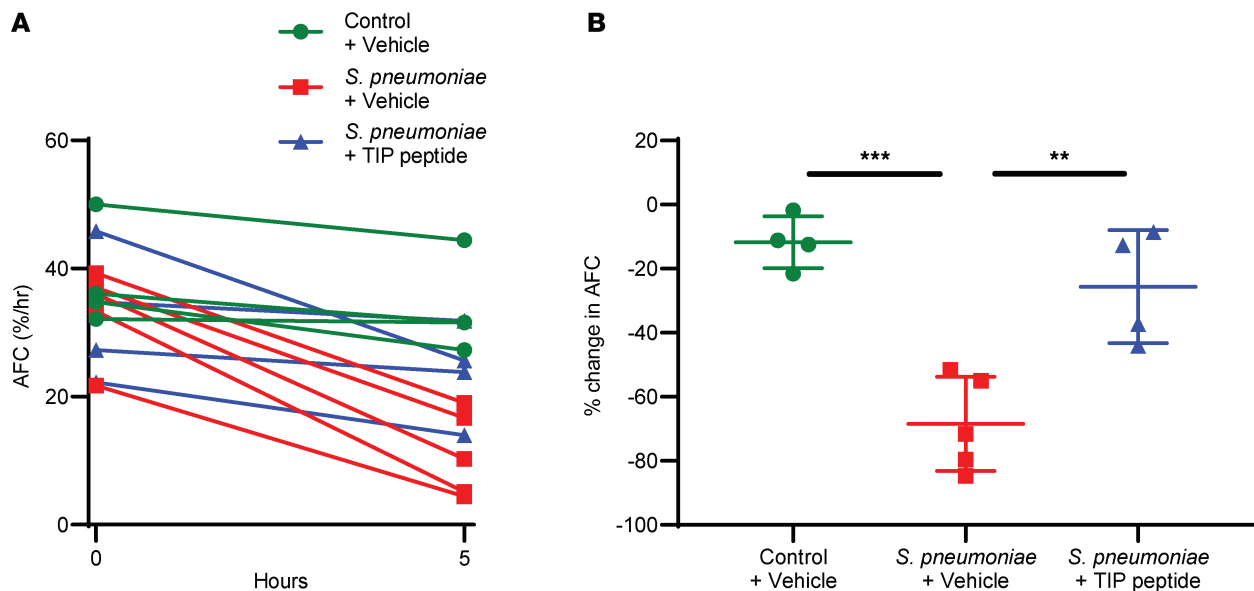 A
Control
+ Vehicle
S. pneumoniae
+ Vehicle
S. pneumoniae
+ TIP peptide
60
40
20
0
AFC (%/hr)
0
5
Hours
B
20
0
-20
-40
-60
-80
-100
% change in AFC
***
**
Control
+ Vehicle
S. pneumoniae
+ Vehicle
S. pneumoniae
+ TIP peptide